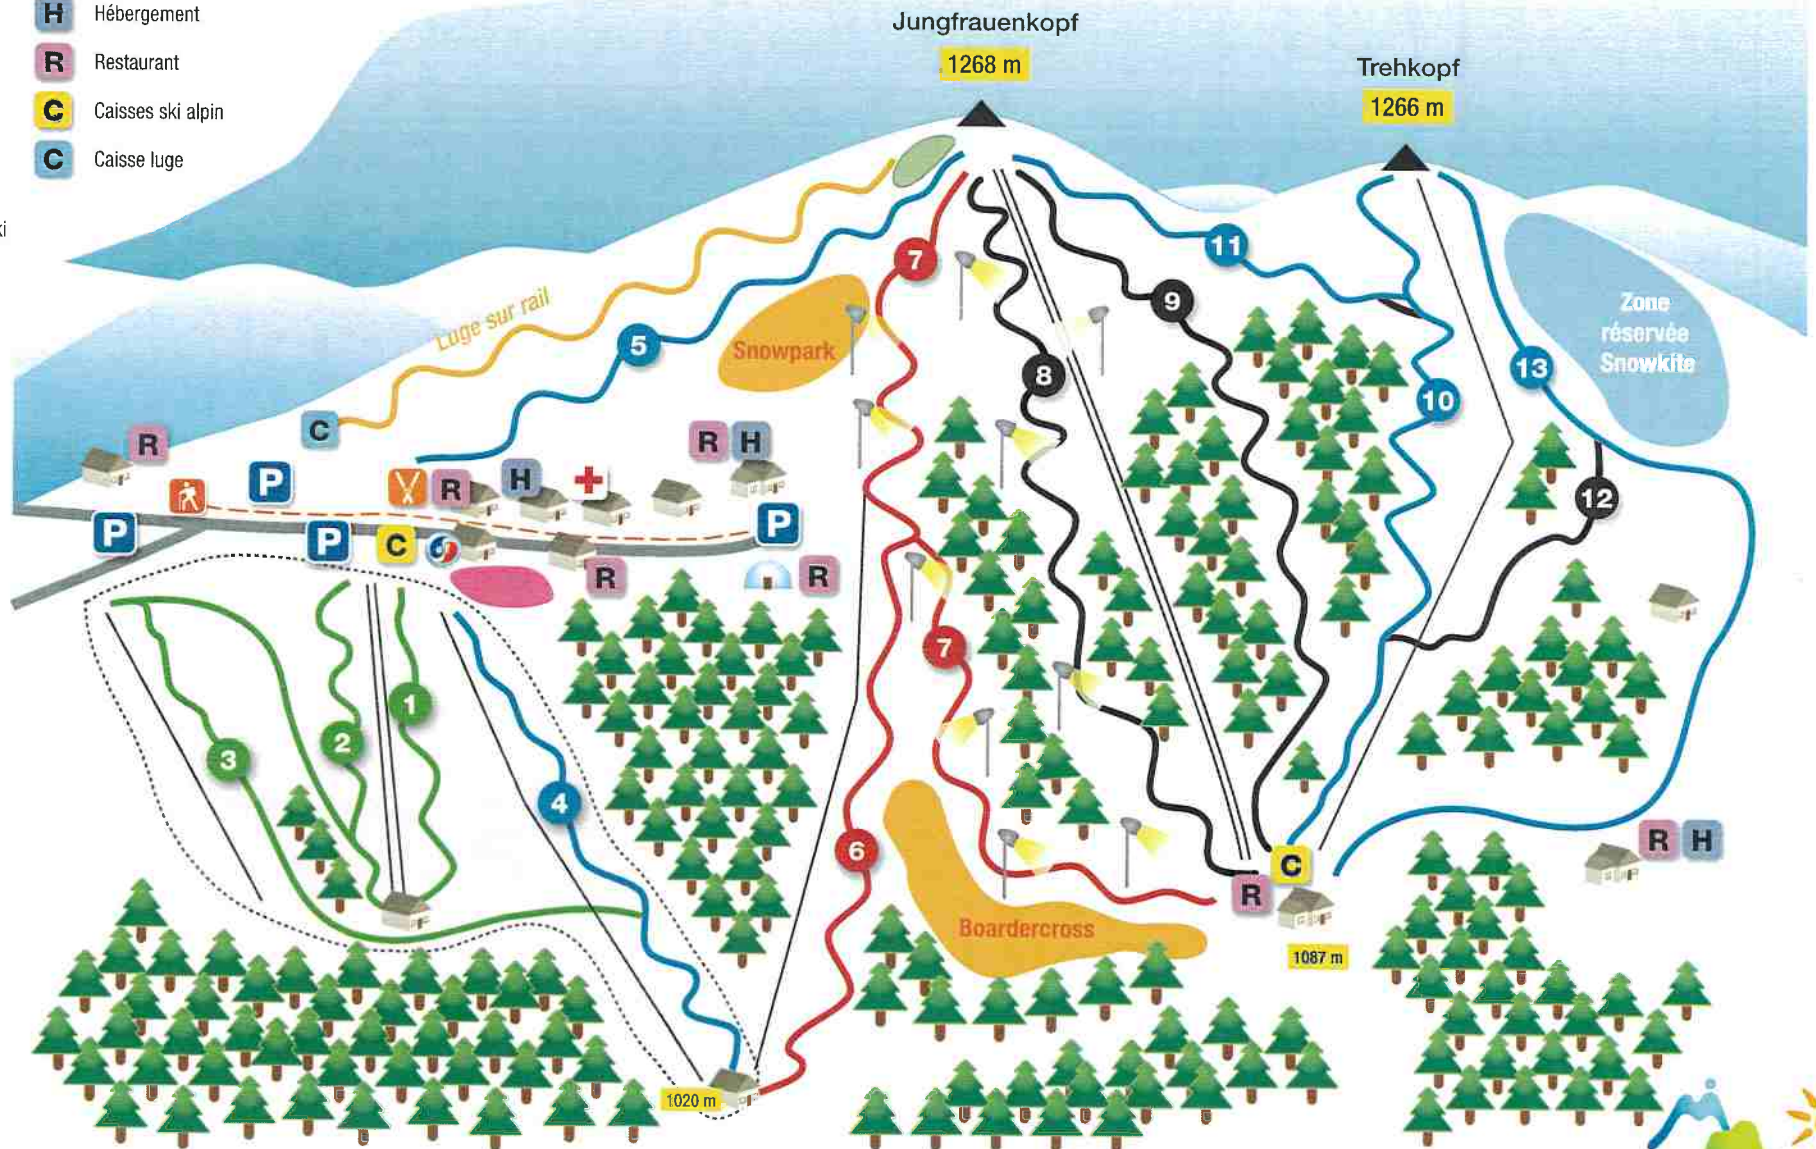 H Hébergement
R Restaurant
C Caisses ski alpin
C Caisse luge
Jungfrauenkopf
1268 m
Trehkopf
1266 m
Luge sur rail
5
Snowpark
7
11
9
8
Zone
réservée
Snowkite
13
10
12
C
R
R H
P
R
H
P
P
P
C
R
R
7
1
2
3
4
6
Boardercross
C
R
1087 m
R H
1020 m